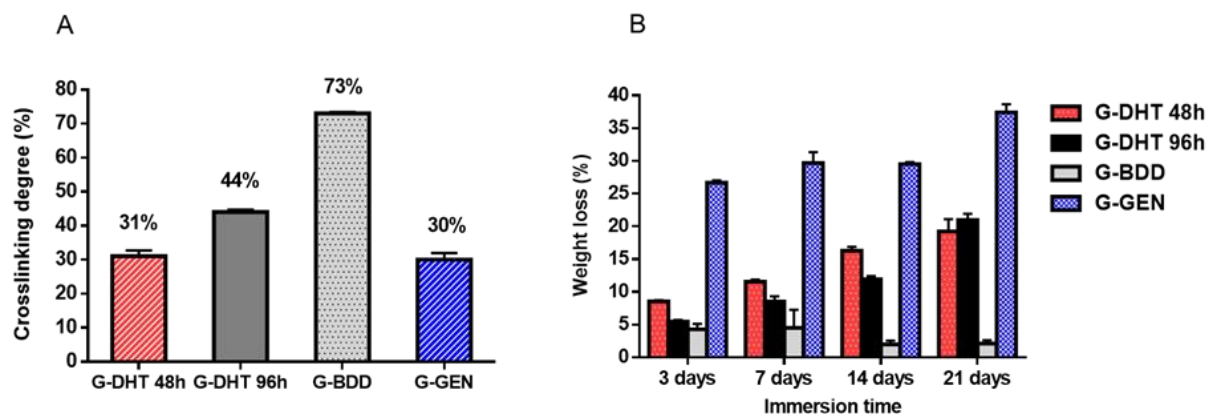 A
Crosslinking degree (%)
80
70
60
50
40
30
20
10
0
31%
44%
73%
30%
G-DHT 48h G-DHT 96h G-BDD G-GEN
B
Weight loss (%)
40
35
30
25
20
15
10
5
0
3 days 7 days 14 days 21 days
Immersion time
G-DHT 48h
G-DHT 96h
G-BDD
G-GEN